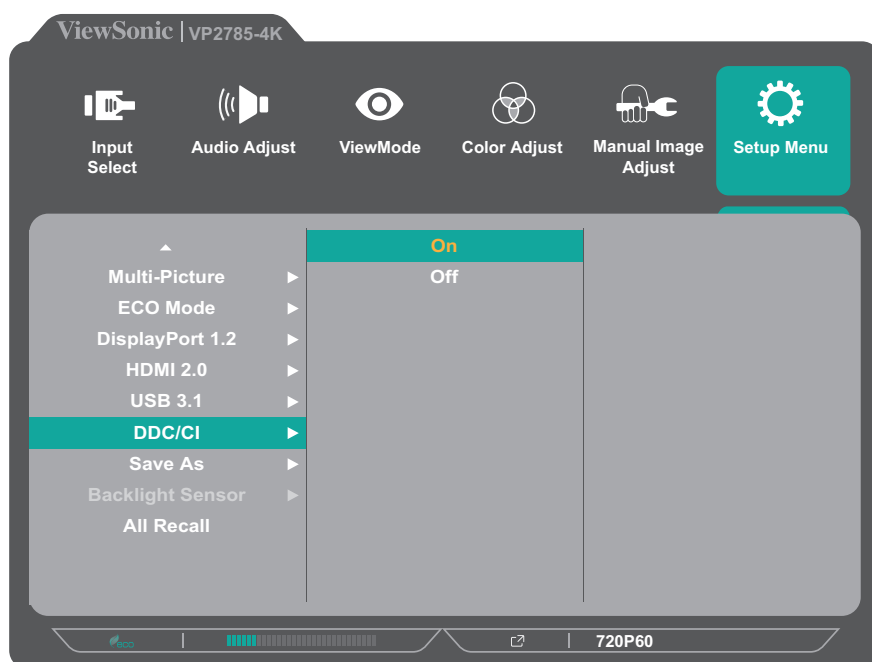 ViewSonic | VP2785-4K
Input Select
Audio Adjust
ViewMode
Color Adjust
Manual Image Adjust
Setup Menu
On
Multi-Picture
Off
ECO Mode
DisplayPort 1.2
HDMI 2.0
USB 3.1
DDC/CI
Save As
Backlight Sensor
All Recall
eco
720P60